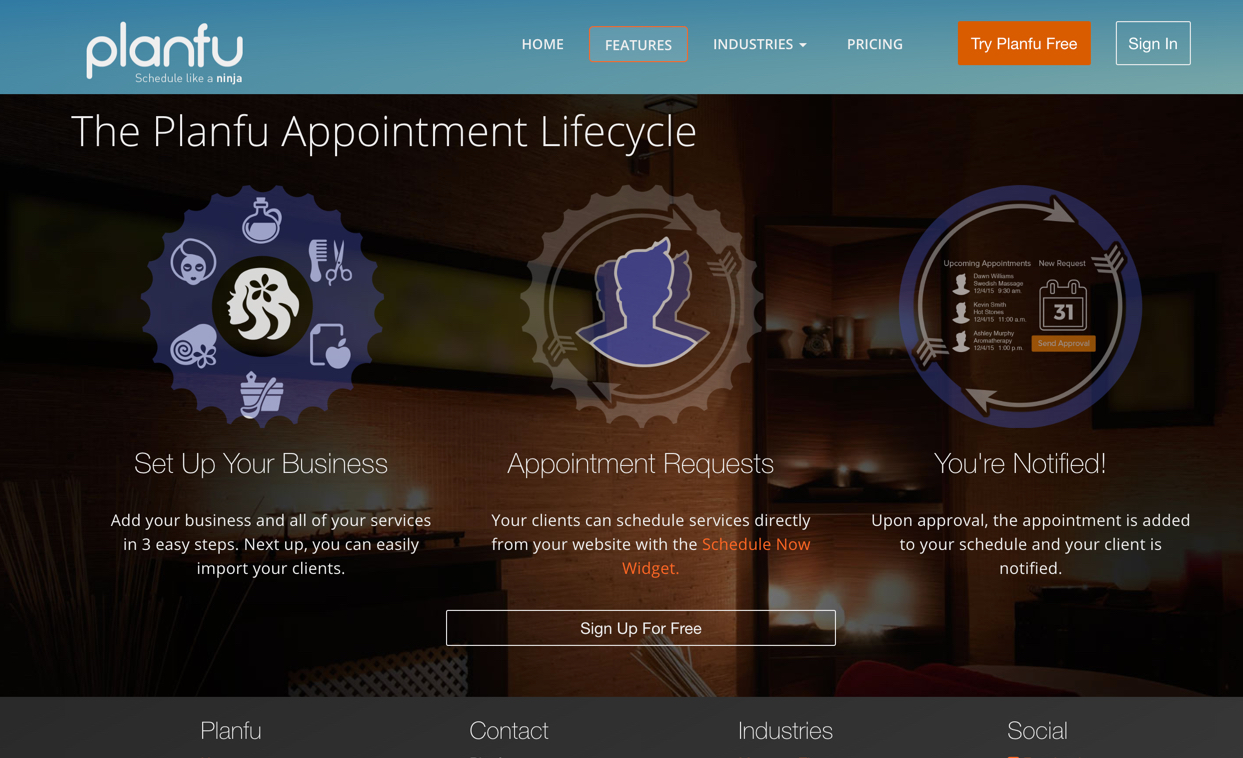 planfu
Schedule like a ninja
HOME
FEATURES
INDUSTRIES
PRICING
Try Planfu Free
Sign In
The Planfu Appointment Lifecycle
Upcoming Appointments
Dawn Williams
Swedish Massage
12/4/15 9:30 am.
Kevin Smith
Hot Stones
12/4/15 11:00 a.m.
Ashley Murphy
Aromatherapy
12/4/15 1:00 p.m.
New Request
31
Send Approval
Set Up Your Business
Add your business and all of your services
in 3 easy steps. Next up, you can easily
import your clients.
Appointment Requests
Your clients can schedule services directly
from your website with the Schedule Now
Widget.
You're Notified!
Upon approval, the appointment is added
to your schedule and your client is
notified.
Sign Up For Free
Planfu
Contact
Industries
Social